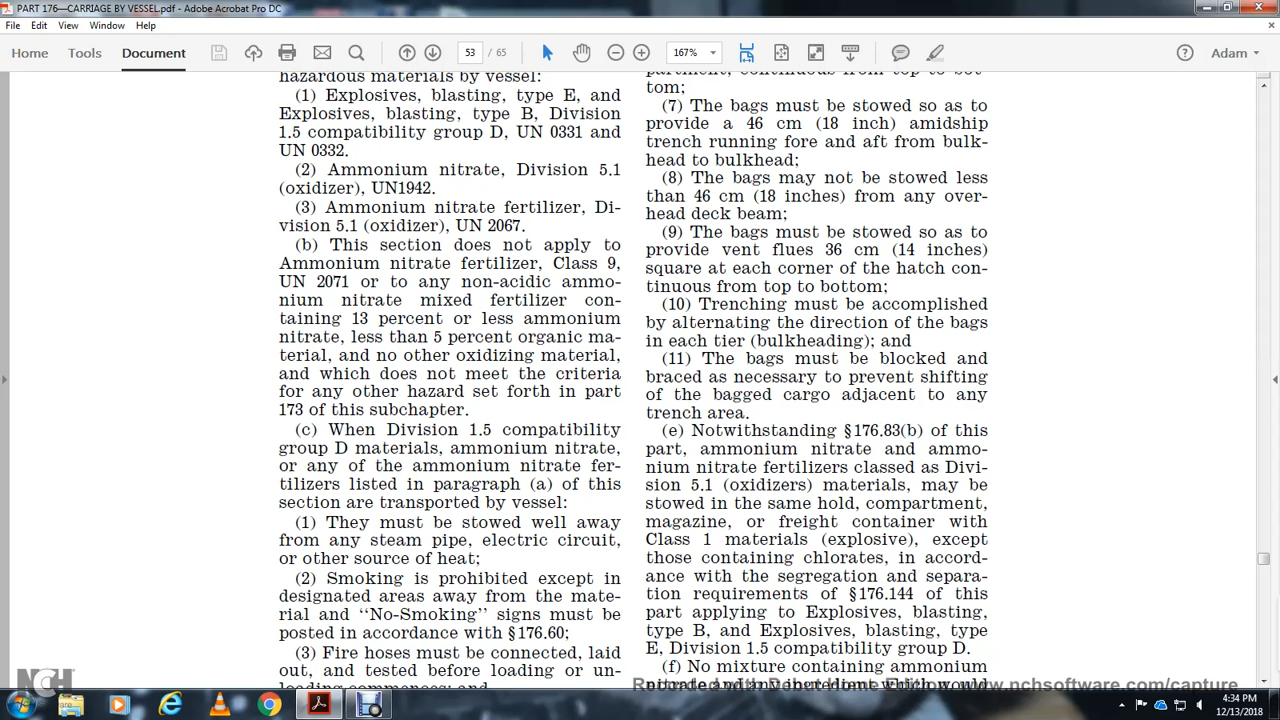 PART 176—CARRIAGE BY VESSEL.pdf - Adobe Acrobat Pro DC
File Edit View Window Help
Home Tools Document 53 / 65 167% Adam
hazardous materials by vessel:
(1) Explosives, blasting, type E, and
Explosives, blasting, type B, Division
1.5 compatibility group D, UN 0331 and
UN 0332.
(2) Ammonium nitrate, Division 5.1
(oxidizer), UN1942.
(3) Ammonium nitrate fertilizer, Di-
vision 5.1 (oxidizer), UN 2067.
(b) This section does not apply to
Ammonium nitrate fertilizer, Class 9,
UN 2071 or to any non-acidic ammo-
nium nitrate mixed fertilizer con-
taining 13 percent or less ammonium
nitrate, less than 5 percent organic ma-
terial, and no other oxidizing material,
and which does not meet the criteria
for any other hazard set forth in part
173 of this subchapter.
(c) When Division 1.5 compatibility
group D materials, ammonium nitrate,
or any of the ammonium nitrate fer-
tilizers listed in paragraph (a) of this
section are transported by vessel:
(1) They must be stowed well away
from any steam pipe, electric circuit,
or other source of heat;
(2) Smoking is prohibited except in
designated areas away from the mate-
rial and ‘‘No-Smoking’’ signs must be
posted in accordance with §176.60;
(3) Fire hoses must be connected, laid
out, and tested before loading or un-
loading commences; and
partment, continuous from top to bot-
tom;
(7) The bags must be stowed so as to
provide a 46 cm (18 inch) amidship
trench running fore and aft from bulk-
head to bulkhead;
(8) The bags may not be stowed less
than 46 cm (18 inches) from any over-
head deck beam;
(9) The bags must be stowed so as to
provide vent flues 36 cm (14 inches)
square at each corner of the hatch con-
tinuous from top to bottom;
(10) Trenching must be accomplished
by alternating the direction of the bags
in each tier (bulkheading); and
(11) The bags must be blocked and
braced as necessary to prevent shifting
of the bagged cargo adjacent to any
trench area.
(e) Notwithstanding §176.83(b) of this
part, ammonium nitrate and ammo-
nium nitrate fertilizers classed as Divi-
sion 5.1 (oxidizers) materials, may be
stowed in the same hold, compartment,
magazine, or freight container with
Class 1 materials (explosive), except
those containing chlorates, in accord-
ance with the segregation and separa-
tion requirements of §176.144 of this
part applying to Explosives, blasting,
type B, and Explosives, blasting, type
E, Division 1.5 compatibility group D.
(f) No mixture containing ammonium
nitrate and any ingredient which would
NCH
Recorded with Debut Home Edition www.nchsoftware.com/capture
4:34 PM
12/13/2018